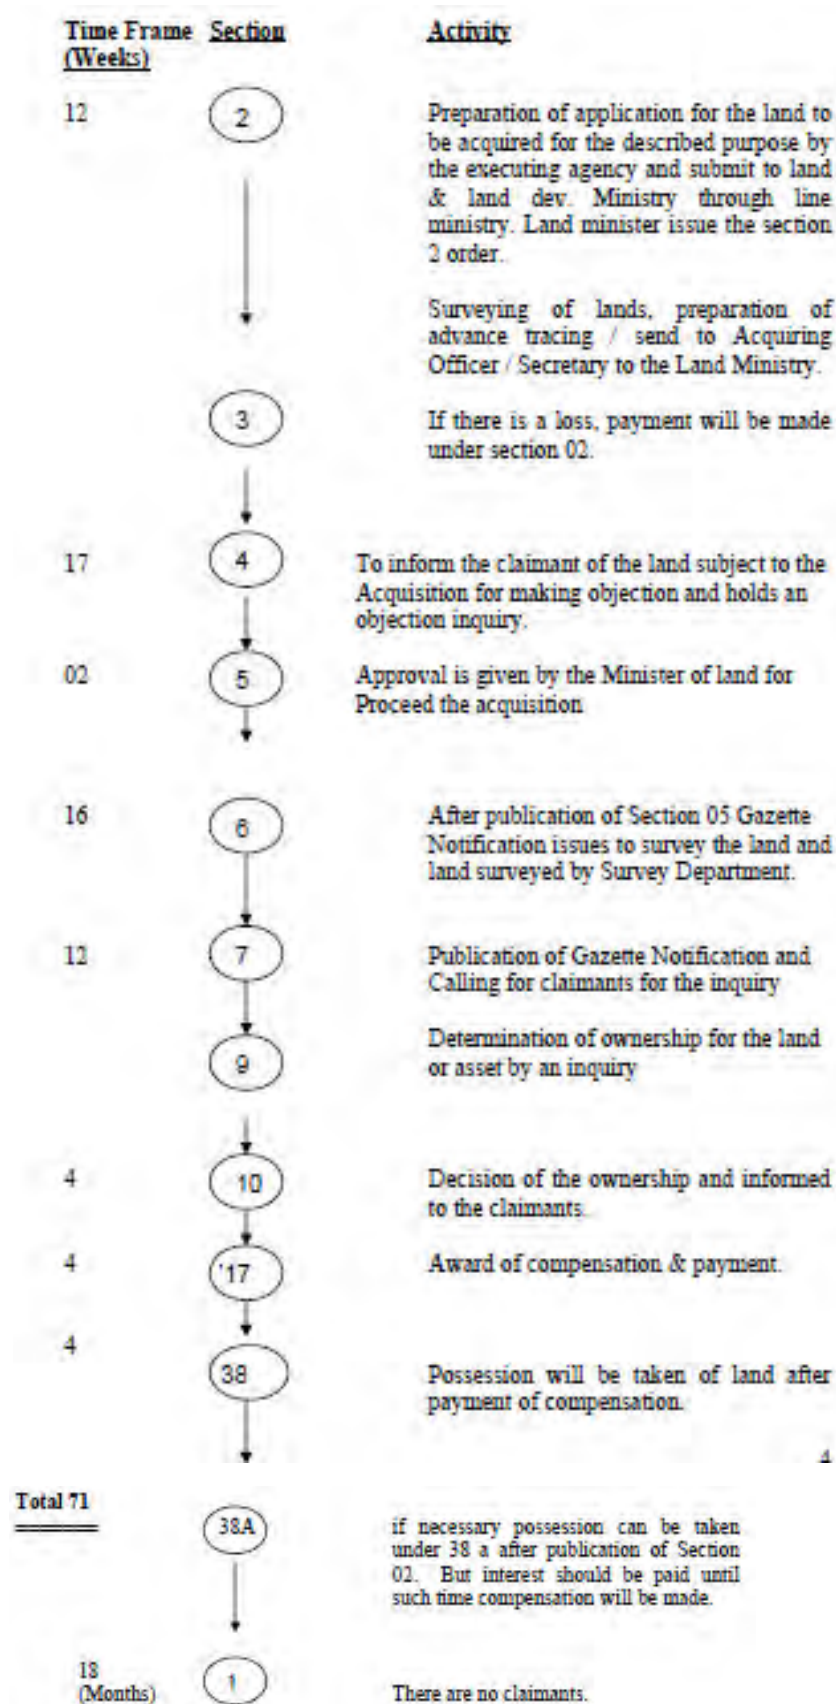 Time Frame Section Activity
(Weeks)
12 2 Preparation of application for the land to
be acquired for the described purpose by
the executing agency and submit to land
& land dev. Ministry through line
ministry. Land minister issue the section
2 order.
Surveying of lands, preparation of
advance tracing / send to Acquiring
Officer / Secretary to the Land Ministry.
3 If there is a loss, payment will be made
under section 02.
17 4 To inform the claimant of the land subject to the
Acquisition for making objection and holds an
objection inquiry.
02 5 Approval is given by the Minister of land for
Proceed the acquisition
16 6 After publication of Section 05 Gazette
Notification issues to survey the land and
land surveyed by Survey Department.
12 7 Publication of Gazette Notification and
Calling for claimants for the inquiry
9 Determination of ownership for the land
or asset by an inquiry
4 10 Decision of the ownership and informed
to the claimants.
4 '17 Award of compensation & payment.
4
38 Possession will be taken of land after
payment of compensation.
4
Total 71
38A if necessary possession can be taken
under 38 a after publication of Section
02. But interest should be paid until
such time compensation will be made.
18
(Months) 1 There are no claimants.